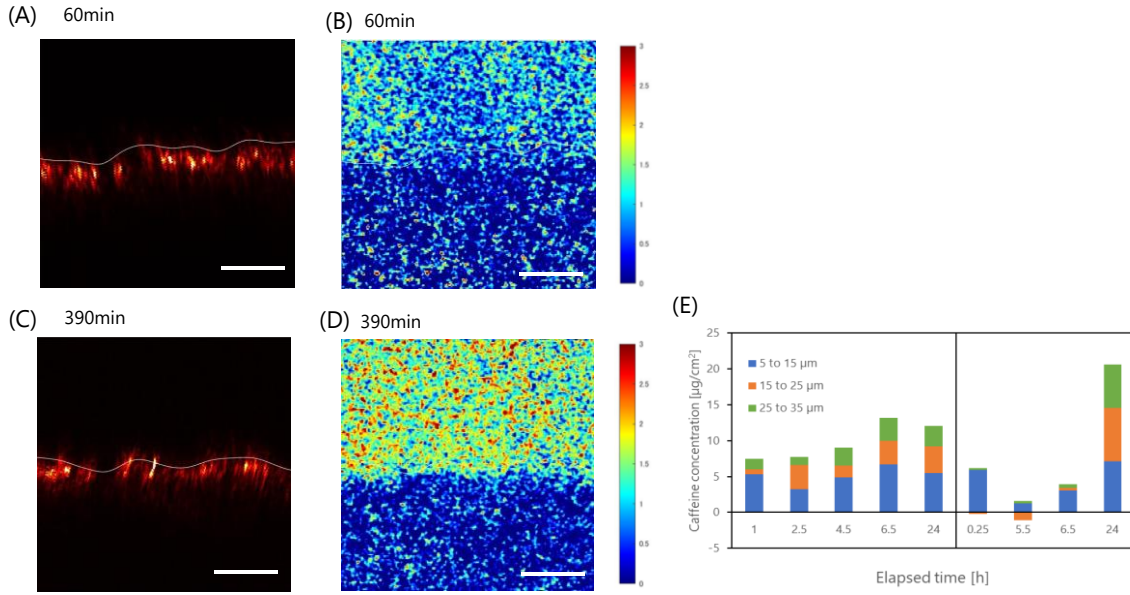 (A) 60min
(B) 60min
3
2.5
2
1.5
1
0.5
0
(C) 390min
(D) 390min
3
2.5
2
1.5
1
0.5
0
(E)
Caffeine concentration [µg/cm²]
25
20
15
10
5
0
-5
5 to 15 µm
15 to 25 µm
25 to 35 µm
1 2.5 4.5 6.5 24 0.25 5.5 6.5 24
Elapsed time [h]